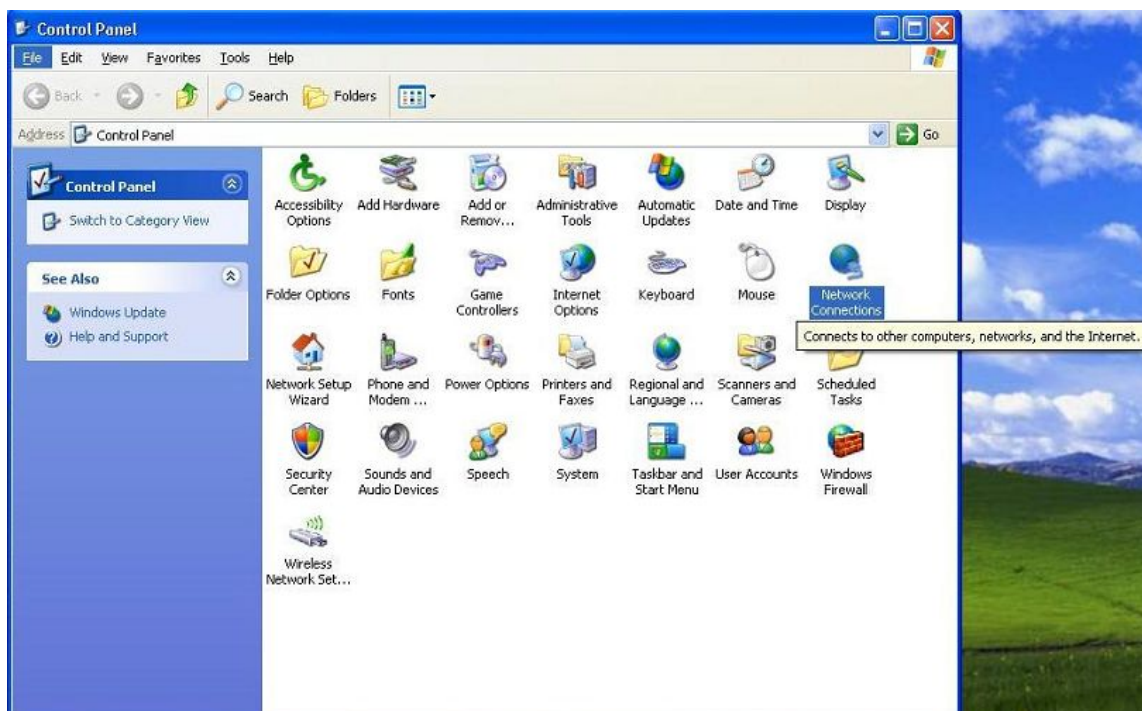 Control Panel
File Edit View Favorites Tools Help
Back Search Folders
Address Control Panel Go
Control Panel
Switch to Category View
See Also
Windows Update
Help and Support
Accessibility Options
Add Hardware
Add or Remov...
Administrative Tools
Automatic Updates
Date and Time
Display
Folder Options
Fonts
Game Controllers
Internet Options
Keyboard
Mouse
Network Connections
Connects to other computers, networks, and the Internet.
Network Setup Wizard
Phone and Modem ...
Power Options
Printers and Faxes
Regional and Language ...
Scanners and Cameras
Scheduled Tasks
Security Center
Sounds and Audio Devices
Speech
System
Taskbar and Start Menu
User Accounts
Windows Firewall
Wireless Network Set...